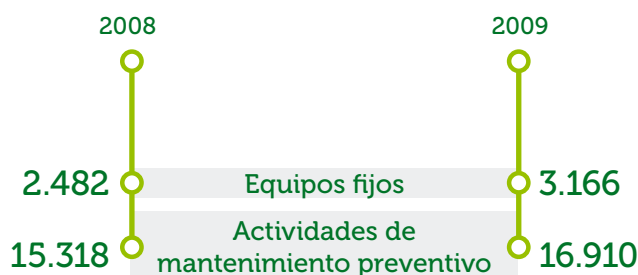 2008 2009
2.482 Equipos fijos 3.166
Actividades de
15.318 mantenimiento preventivo 16.910